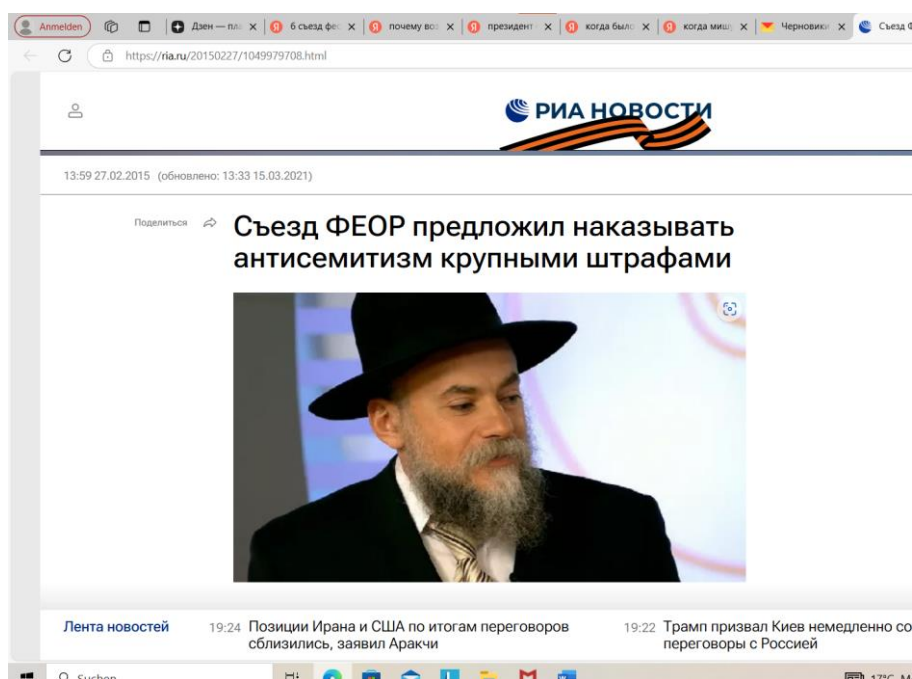 Anmelden
Дзен — пла
6 съезд фес
почему воз
президент
когда было
когда миш
Черновики
Съезд Ф
https://ria.ru/20150227/1049979708.html
РИА НОВОСТИ
13:59 27.02.2015 (обновлено: 13:33 15.03.2021)
Поделиться
Съезд ФЕОР предложил наказывать
антисемитизм крупными штрафами
Лента новостей
19:24 Позиции Ирана и США по итогам переговоров
сблизились, заявил Аракчи
19:22 Трамп призвал Киев немедленно со
переговоры с Россией
Suchen
17°C